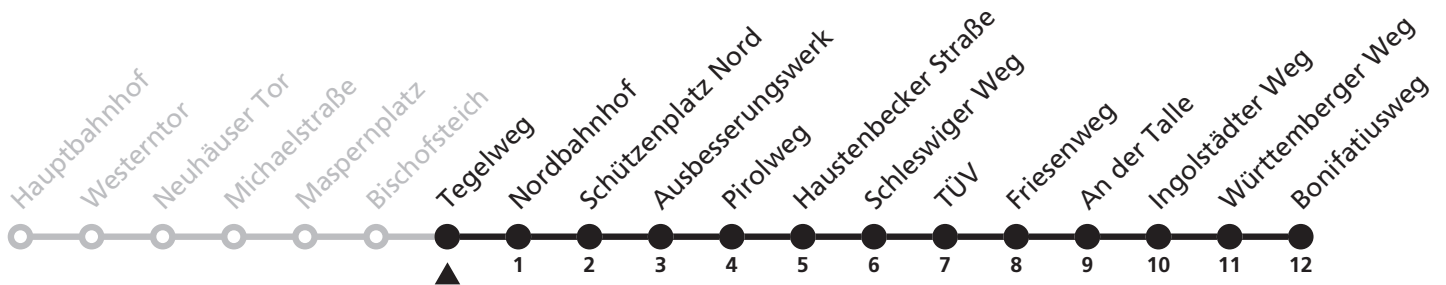 Hauptbahnhof
Westerntor
Neuhäuser Tor
Michaelstraße
Maspernplatz
Bischofsteich
Tegelweg
Nordbahnhof
Schützenplatz Nord
Ausbesserungswerk
Pirolweg
Haustenbecker Straße
Schleswiger Weg
TÜV
Friesenweg
An der Talle
Ingolstädter Weg
Württemberger Weg
Bonifatiusweg
1 2 3 4 5 6 7 8 9 10 11 12